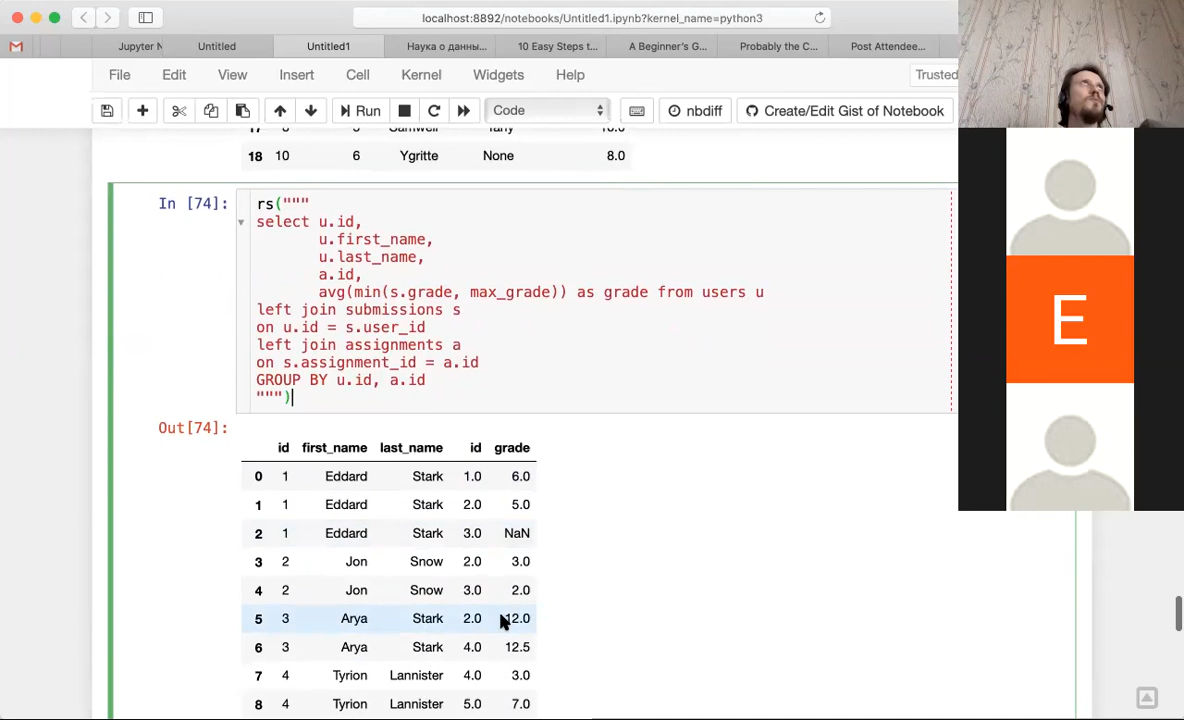 localhost:8892/notebooks/Untitled1.ipynb?kernel_name=python3
Jupyter N
Untitled
Untitled1
Наука о данны...
10 Easy Steps t...
A Beginner's G...
Probably the C...
Post Attendee...
File Edit View Insert Cell Kernel Widgets Help
Trusted
Run
Code
nbdiff
Create/Edit Gist of Notebook
18 10 6 Ygritte None 8.0
In [74]:
rs("""
select u.id,
u.first_name,
u.last_name,
a.id,
avg(min(s.grade, max_grade)) as grade from users u
left join submissions s
on u.id = s.user_id
left join assignments a
on s.assignment_id = a.id
GROUP BY u.id, a.id
""")
Out[74]:
id first_name last_name id grade
0 1 Eddard Stark 1.0 6.0
1 1 Eddard Stark 2.0 5.0
2 1 Eddard Stark 3.0 NaN
3 2 Jon Snow 2.0 3.0
4 2 Jon Snow 3.0 2.0
5 3 Arya Stark 2.0 12.0
6 3 Arya Stark 4.0 12.5
7 4 Tyrion Lannister 4.0 3.0
8 4 Tyrion Lannister 5.0 7.0
E